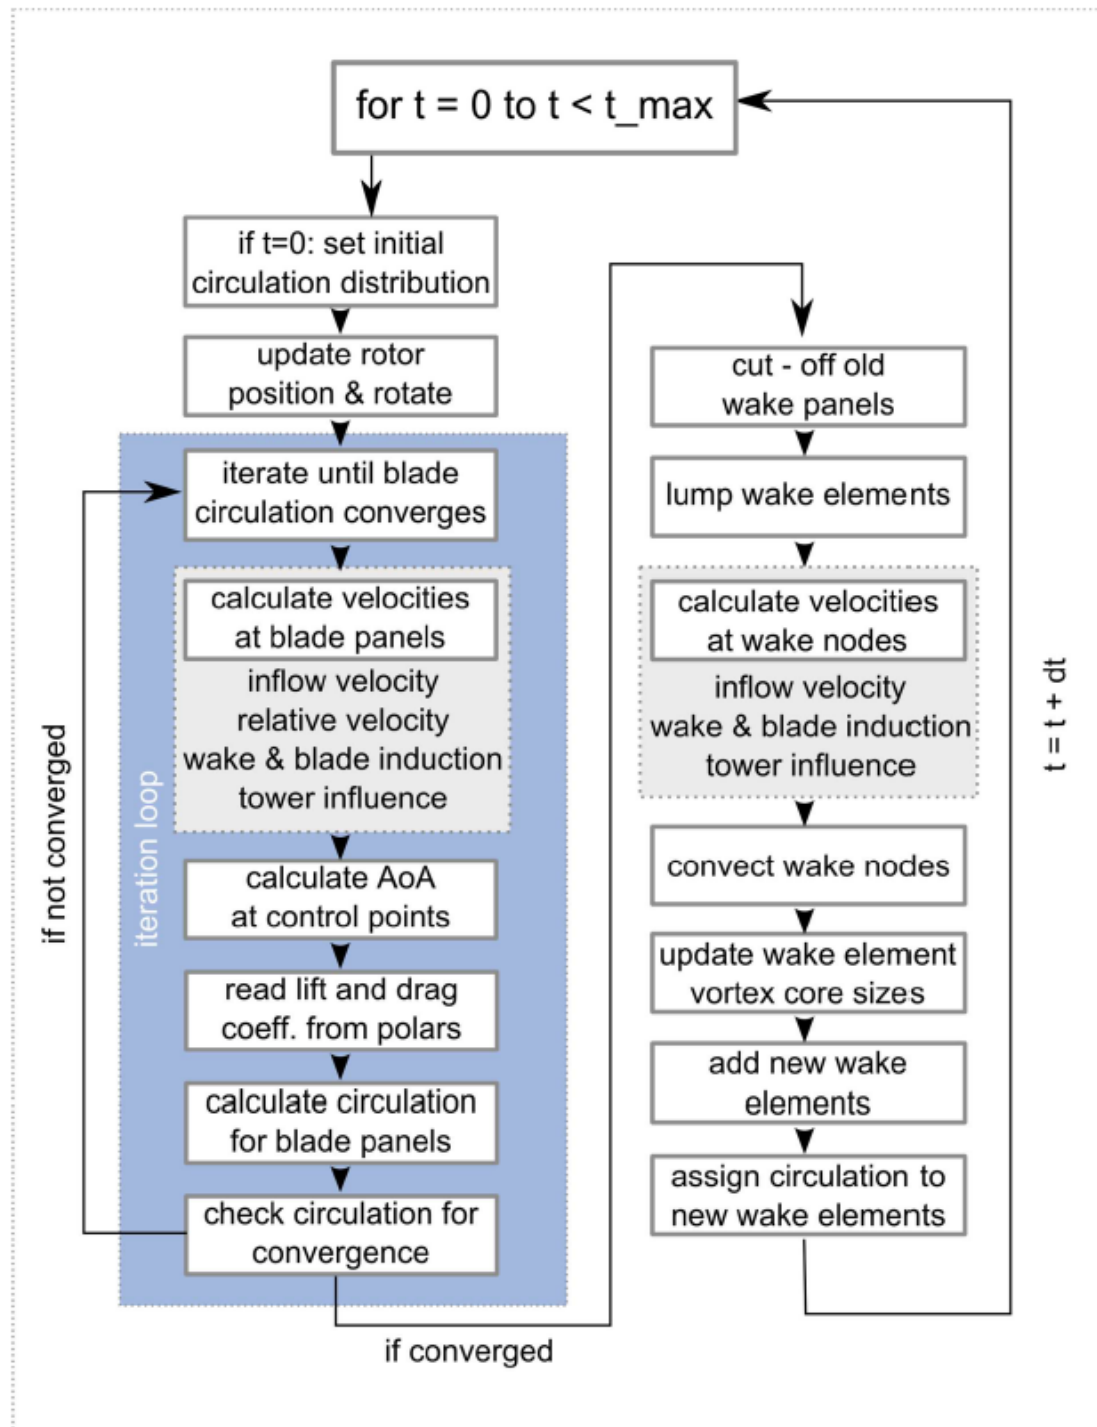 for t = 0 to t < t_max
if t=0: set initial
circulation distribution
update rotor
position & rotate
iterate until blade
circulation converges
calculate velocities
at blade panels
inflow velocity
relative velocity
wake & blade induction
tower influence
calculate AoA
at control points
read lift and drag
coeff. from polars
calculate circulation
for blade panels
check circulation for
convergence
iteration loop
if not converged
if converged
cut - off old
wake panels
lump wake elements
calculate velocities
at wake nodes
inflow velocity
wake & blade induction
tower influence
convect wake nodes
update wake element
vortex core sizes
add new wake
elements
assign circulation to
new wake elements
t = t + dt